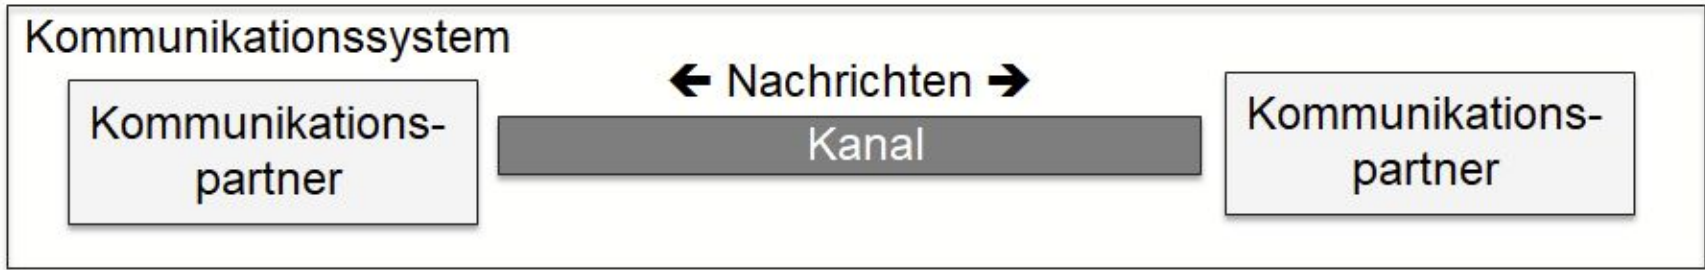 Kommunikationssystem
🡸 Nachrichten 🡺
Kommunikations-
partner
Kanal
Kommunikations-
partner